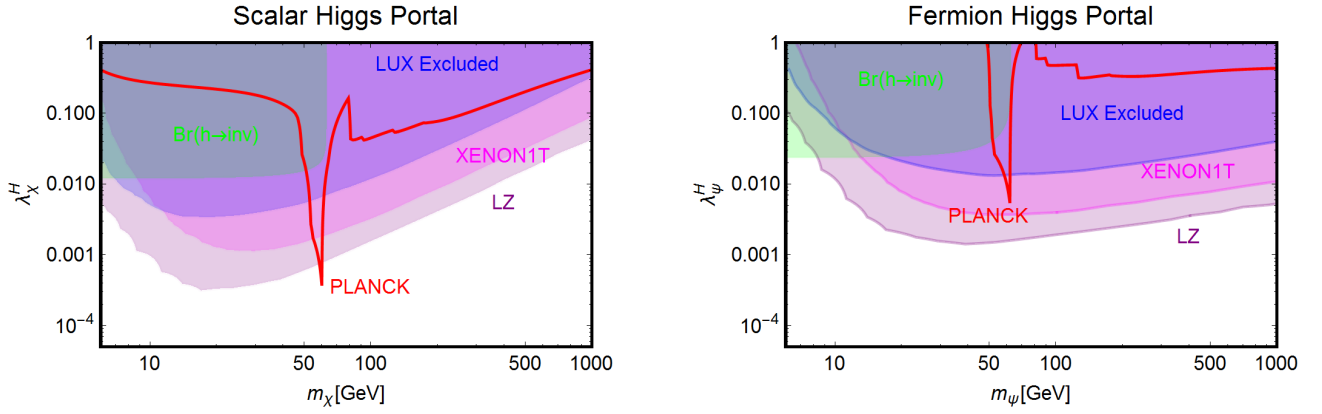 Scalar Higgs Portal
1
0.100
0.010
0.001
10⁻⁴
λ_χ^H
LUX Excluded
Br(h→inv)
XENON1T
LZ
PLANCK
10
50
100
500
1000
m_χ[GeV]
Fermion Higgs Portal
1
0.100
0.010
0.001
10⁻⁴
λ_ψ^H
Br(h→inv)
LUX Excluded
XENON1T
PLANCK
LZ
10
50
100
500
1000
m_ψ[GeV]